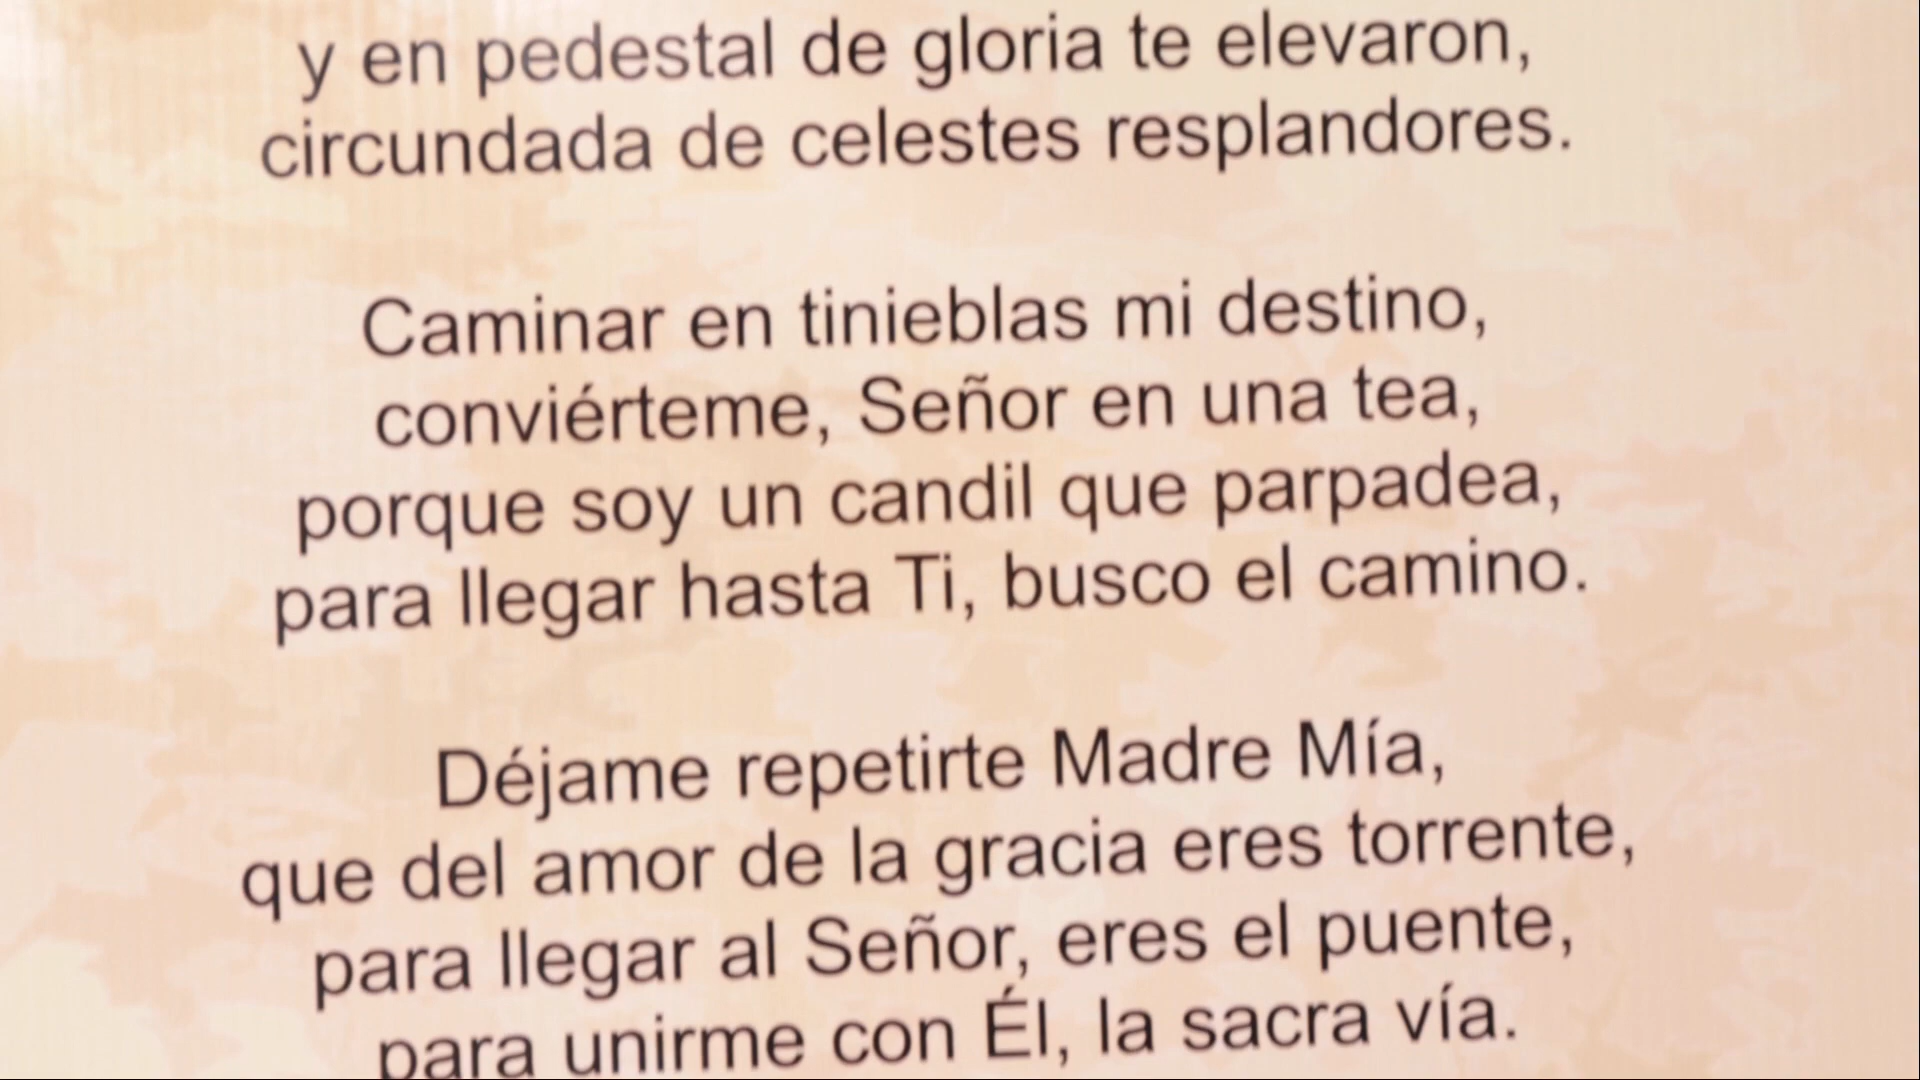 y en pedestal de gloria te elevaron,
circundada de celestes resplandores.
Caminar en tinieblas mi destino,
conviérteme, Señor en una tea,
porque soy un candil que parpadea,
para llegar hasta Ti, busco el camino.
Déjame repetirte Madre Mía,
que del amor de la gracia eres torrente,
para llegar al Señor, eres el puente,
para unirme con Él, la sacra vía.